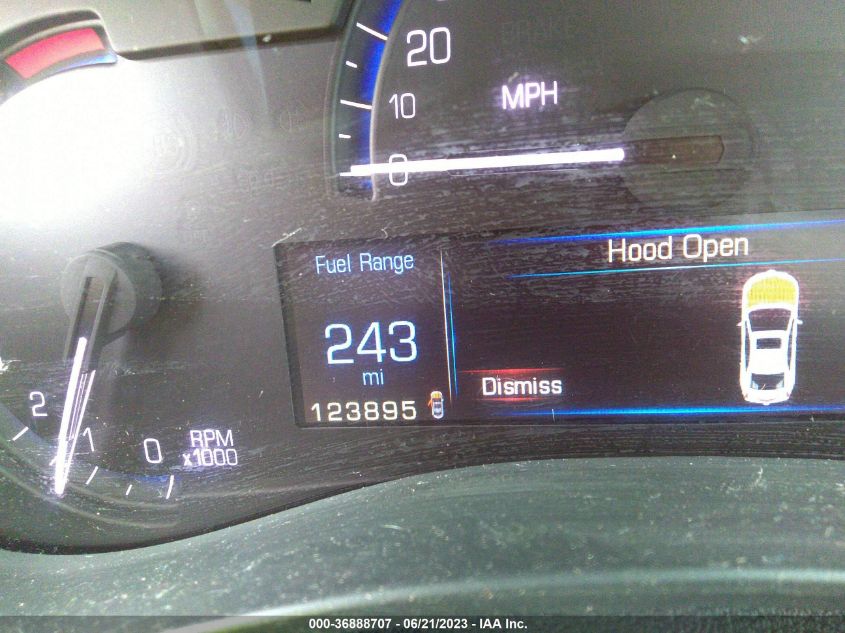 BRAKE
20
10
MPH
0
Hood Open
Fuel Range
243
mi
Dismiss
123895
2
1
0
RPM
x1000
000-36888707 - 06/21/2023 - IAA Inc.